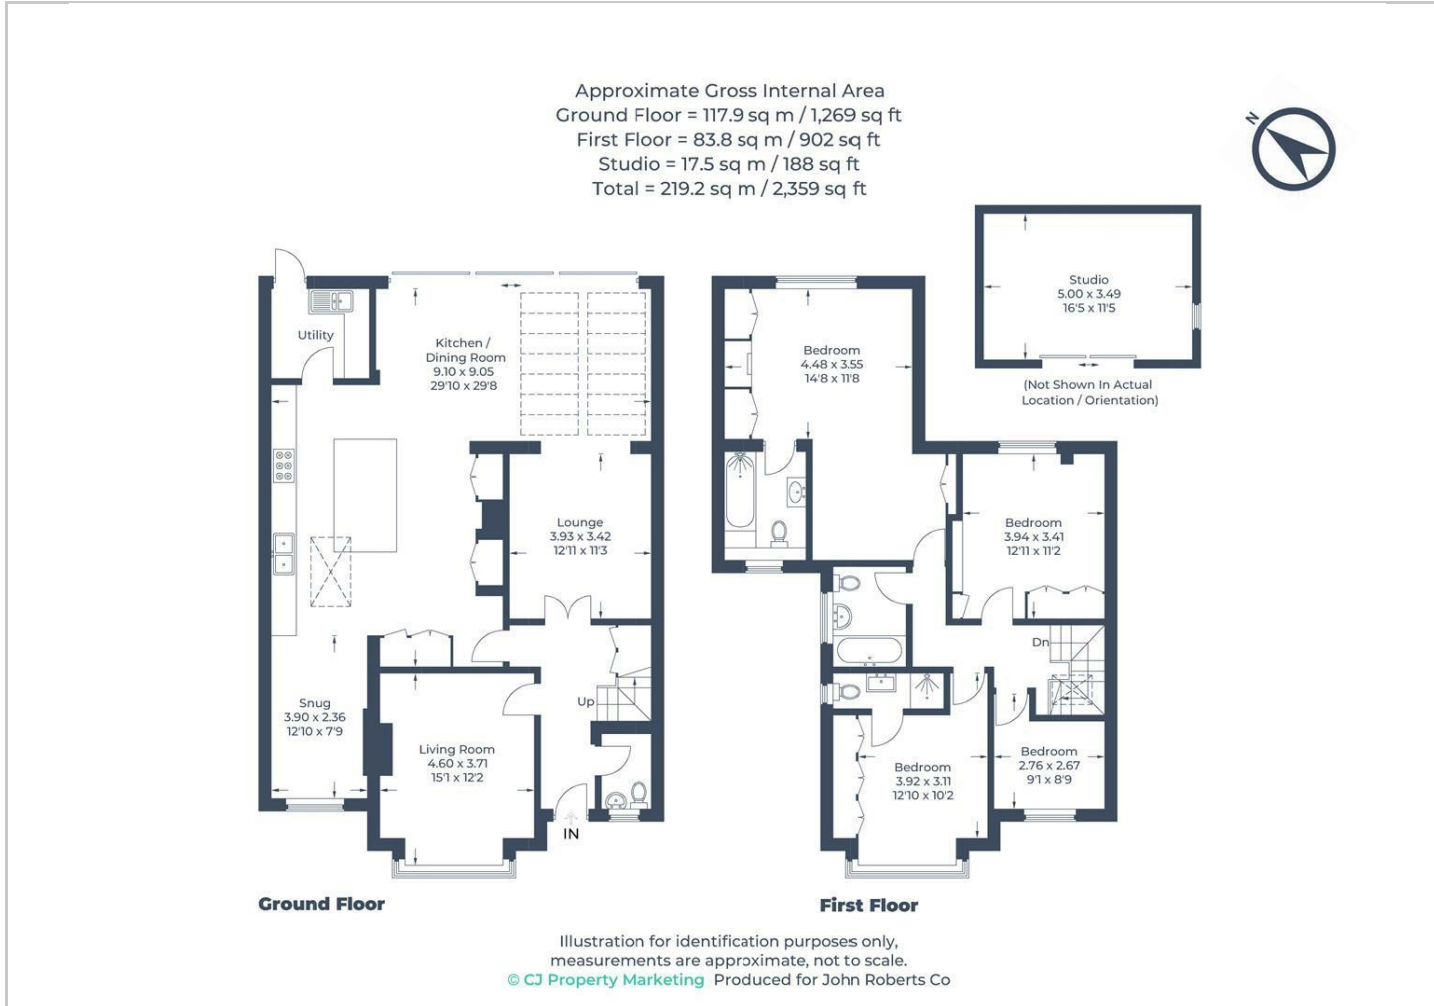 Approximate Gross Internal Area
Ground Floor = 117.9 sq m / 1,269 sq ft
First Floor = 83.8 sq m / 902 sq ft
Studio = 17.5 sq m / 188 sq ft
Total = 219.2 sq m / 2,359 sq ft
N
Studio
5.00 x 3.49
16'5 x 11'5
(Not Shown In Actual
Location / Orientation)
Utility
Kitchen /
Dining Room
9.10 x 9.05
29'10 x 29'8
Lounge
3.93 x 3.42
12'11 x 11'3
Snug
3.90 x 2.36
12'10 x 7'9
Living Room
4.60 x 3.71
15'1 x 12'2
Up
IN
Ground Floor
Bedroom
4.48 x 3.55
14'8 x 11'8
Bedroom
3.94 x 3.41
12'11 x 11'2
Dn
Bedroom
3.92 x 3.11
12'10 x 10'2
Bedroom
2.76 x 2.67
9'1 x 8'9
First Floor
Illustration for identification purposes only,
measurements are approximate, not to scale.
© CJ Property Marketing Produced for John Roberts Co